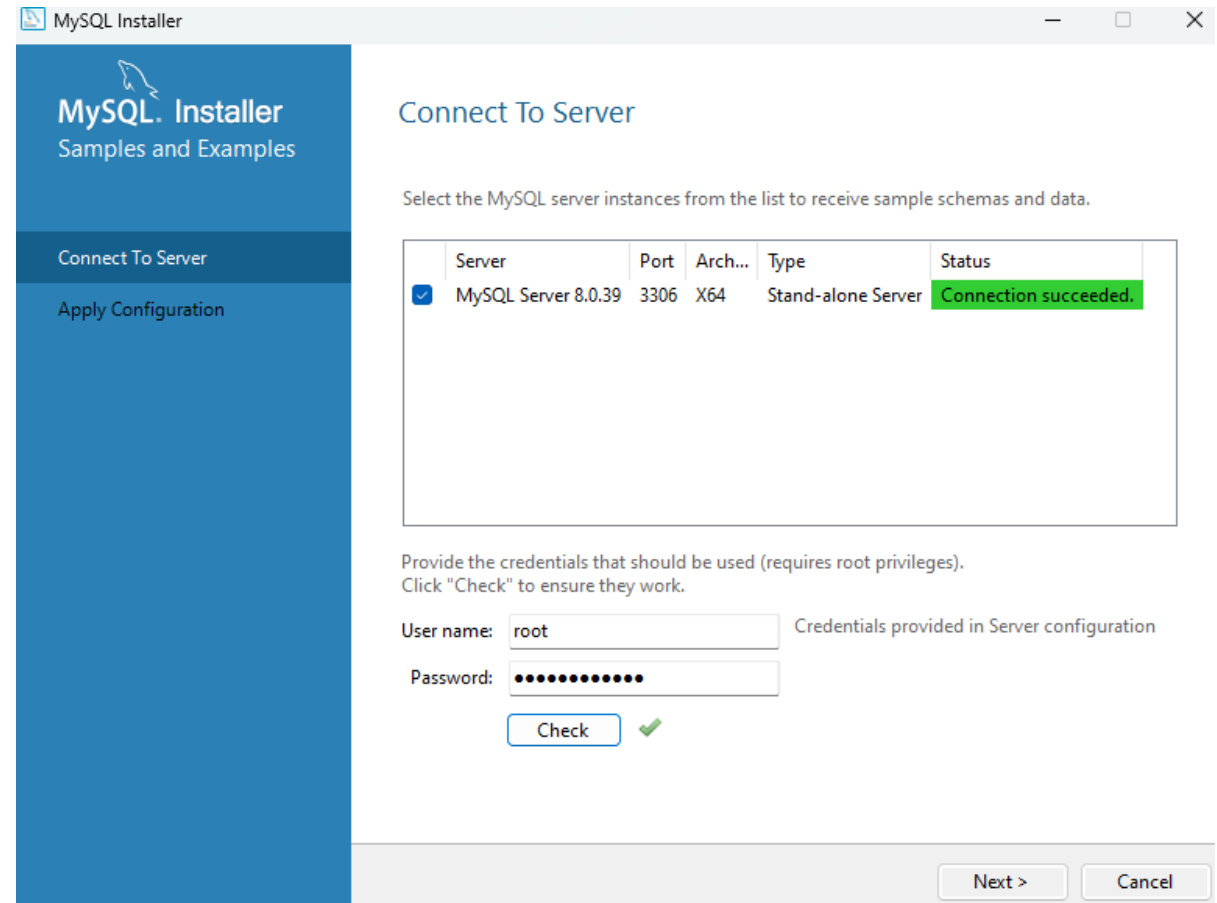 MySQL Installer
MySQL. Installer
Samples and Examples
Connect To Server
Apply Configuration
Connect To Server
Select the MySQL server instances from the list to receive sample schemas and data.
Server Port Arch... Type Status
MySQL Server 8.0.39 3306 X64 Stand-alone Server Connection succeeded.
Provide the credentials that should be used (requires root privileges).
Click "Check" to ensure they work.
User name: root Credentials provided in Server configuration
Password: ●●●●●●●●●●●●
Check
Next > Cancel